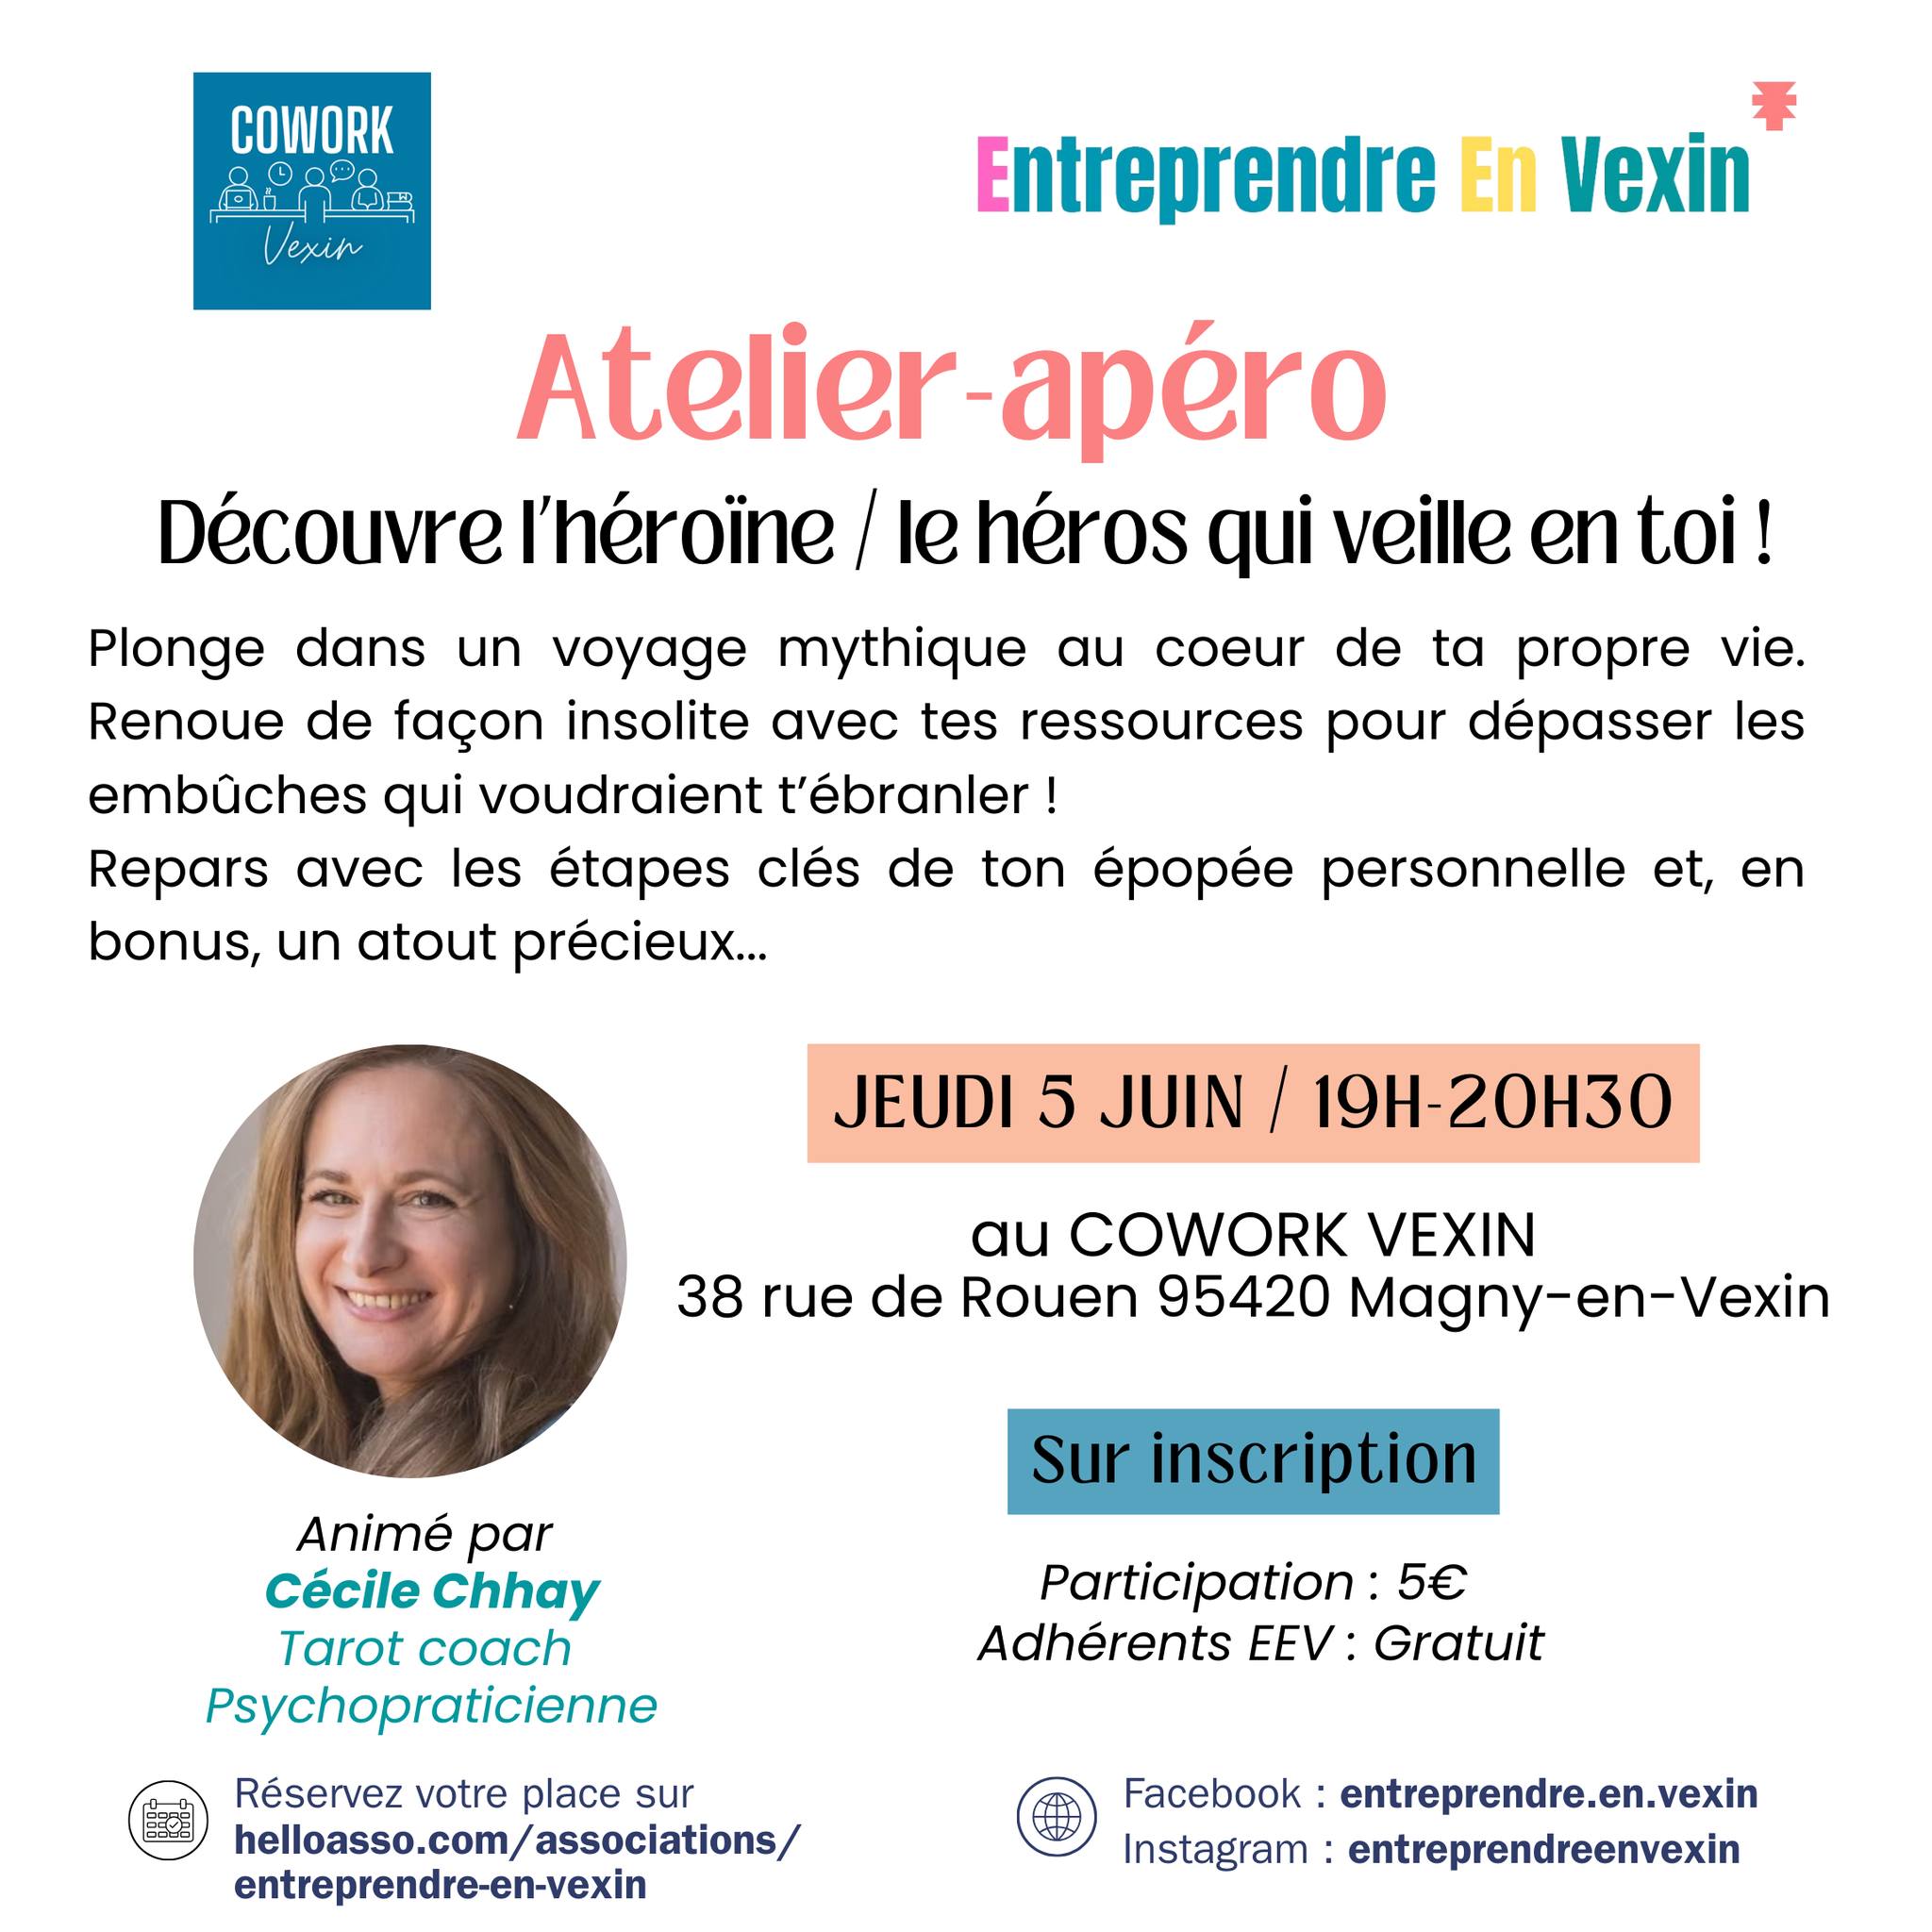 COWORK
Vexin
Entreprendre En Vexin
Atelier-apéro
Découvre l'héroïne / le héros qui veille en toi !
Plonge dans un voyage mythique au coeur de ta propre vie.
Renoue de façon insolite avec tes ressources pour dépasser les
embûches qui voudraient t'ébranler !
Repars avec les étapes clés de ton épopée personnelle et, en
bonus, un atout précieux...
JEUDI 5 JUIN / 19H-20H30
au COWORK VEXIN
38 rue de Rouen 95420 Magny-en-Vexin
Sur inscription
Participation : 5€
Adhérents EEV : Gratuit
Animé par
Cécile Chhay
Tarot coach
Psychopraticienne
Réservez votre place sur
helloasso.com/associations/
entreprendre-en-vexin
Facebook : entreprendre.en.vexin
Instagram : entreprendreenvexin